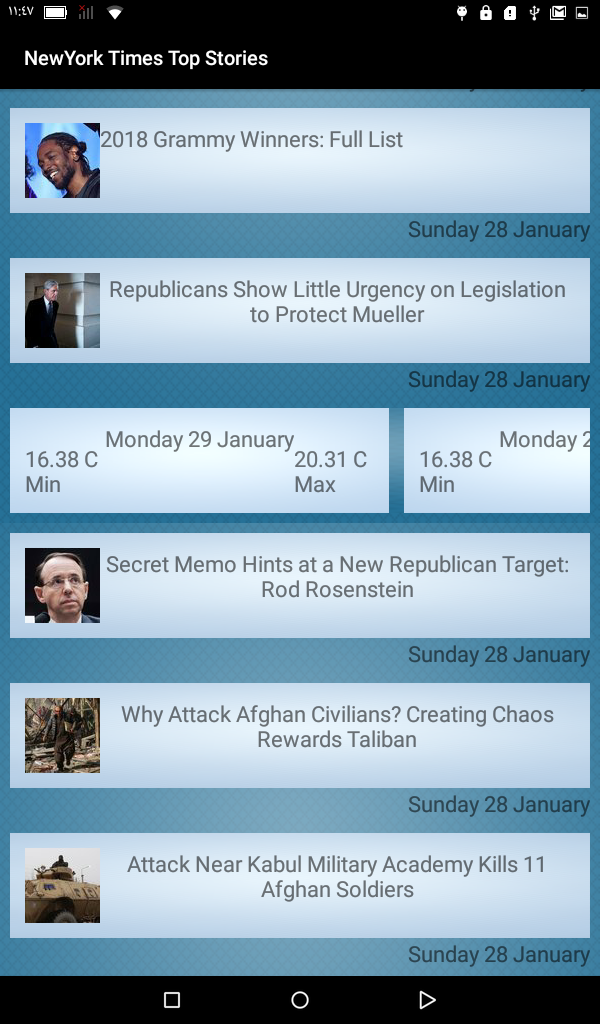 ١١:٤٧
NewYork Times Top Stories
2018 Grammy Winners: Full List
Sunday 28 January
Republicans Show Little Urgency on Legislation
to Protect Mueller
Sunday 28 January
Monday 29 January
16.38 C
Min
20.31 C
Max
Monday 2
16.38 C
Min
Secret Memo Hints at a New Republican Target:
Rod Rosenstein
Sunday 28 January
Why Attack Afghan Civilians? Creating Chaos
Rewards Taliban
Sunday 28 January
Attack Near Kabul Military Academy Kills 11
Afghan Soldiers
Sunday 28 January